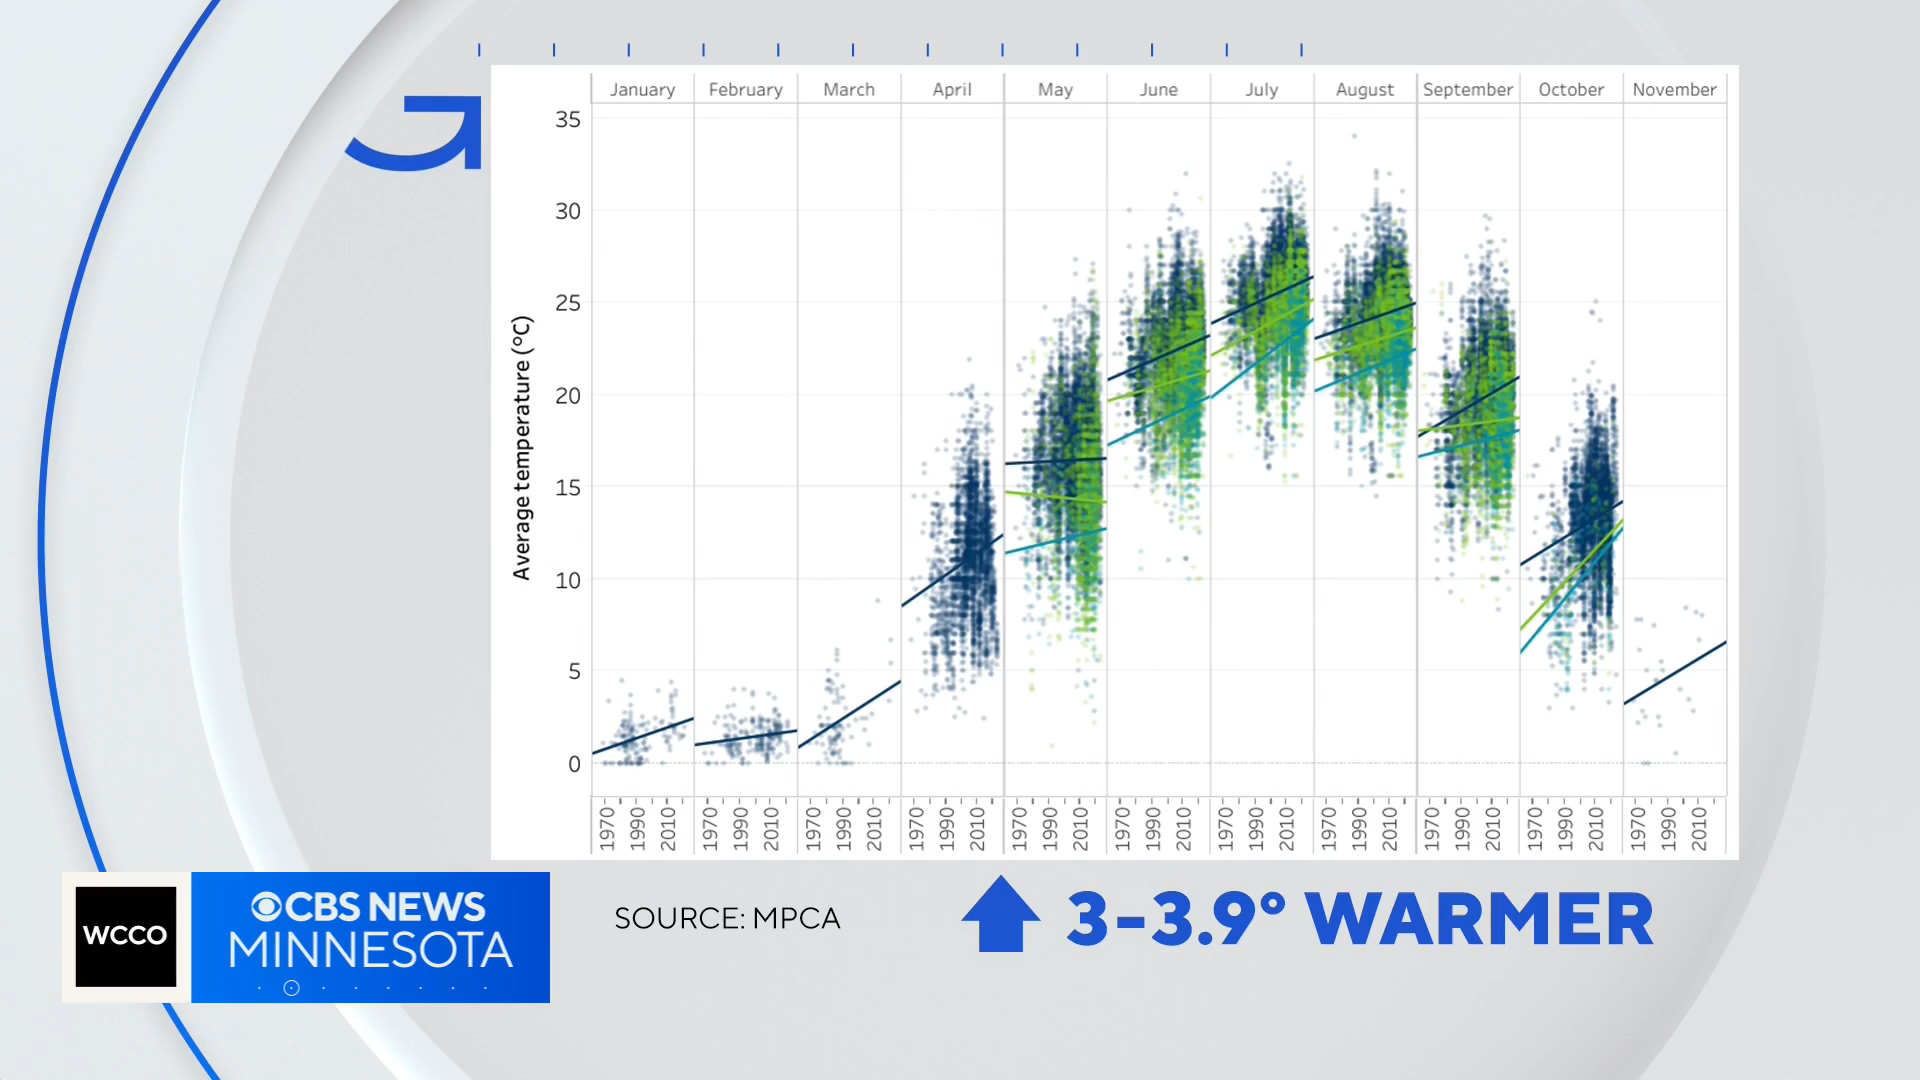 January February March April May June July August September October November
35
30
25
20
15
10
5
0
Average temperature (°C)
1970 1990 2010 1970 1990 2010 1970 1990 2010 1970 1990 2010 1970 1990 2010 1970 1990 2010 1970 1990 2010 1970 1990 2010 1970 1990 2010 1970 1990 2010 1970 1990 2010
WCCO
CBS NEWS
MINNESOTA
SOURCE: MPCA
3-3.9° WARMER